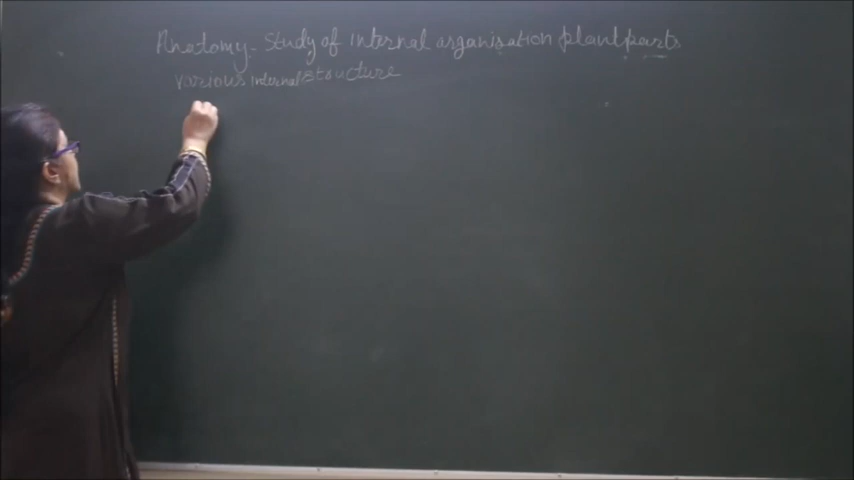 Anatomy - Study of internal organisation plant parts
various internal structure